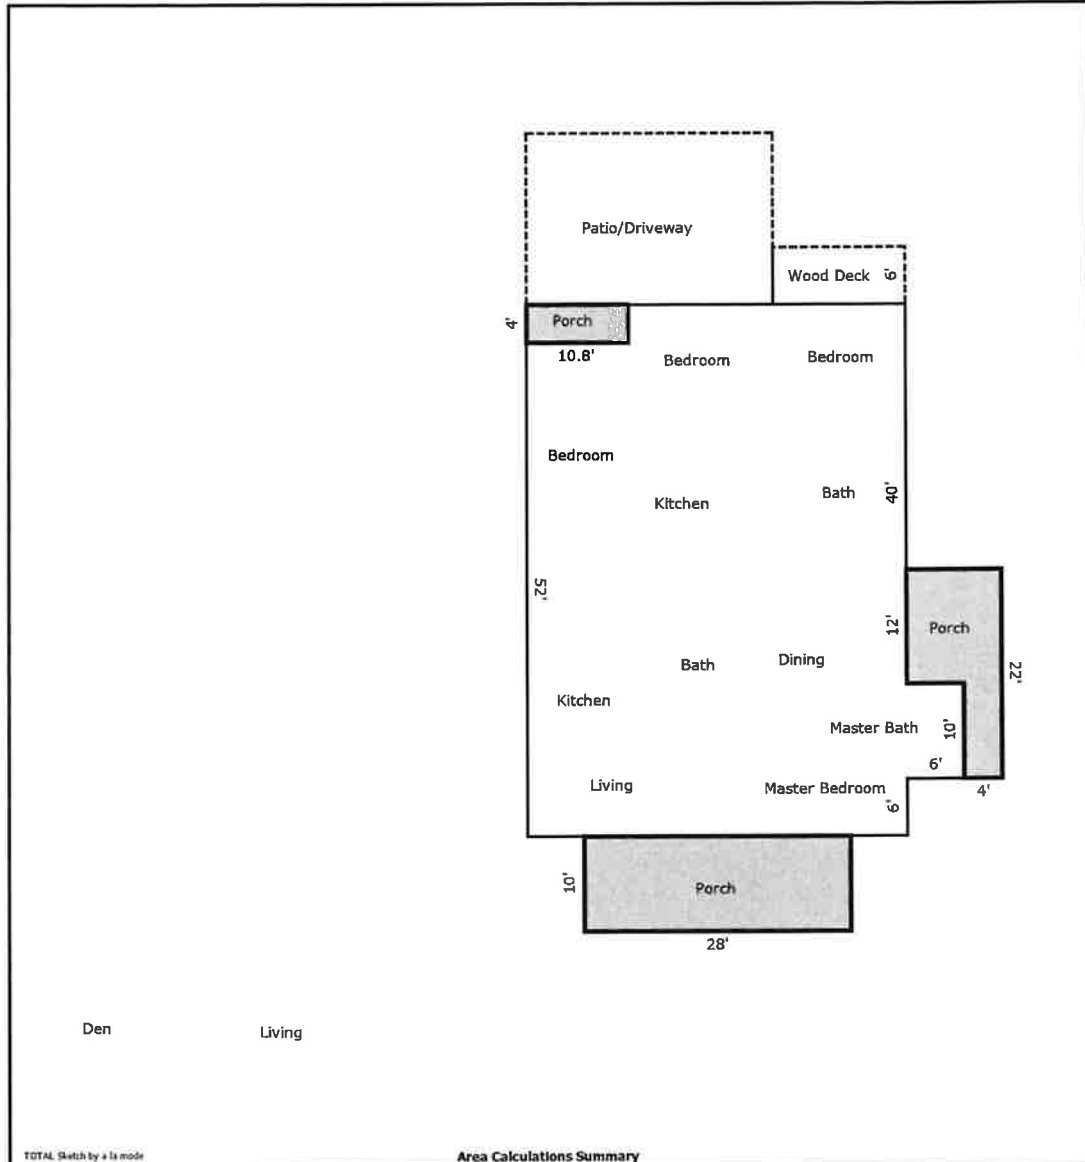 Patio/Driveway
Wood Deck 6'
4' Porch
10.8'
Bedroom Bedroom
Bedroom
Kitchen Bath 40'
52'
12' Porch
Bath Dining
22'
Kitchen
Master Bath 10'
6'
Living Master Bedroom 4'
6'
10' Porch
28'
Den Living
TOTAL Sketch by a la mode Area Calculations Summary